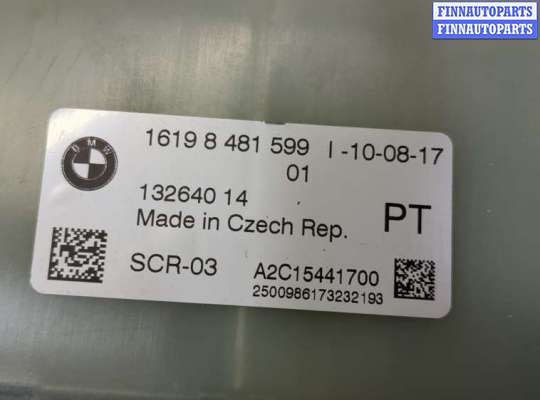 FINNAUTOPARTS
FINNAUTOPARTS
BMW
1619 8 481 599 I -10-08-17
01
132640 14
Made in Czech Rep.
PT
SCR-03
A2C15441700
2500986173232193